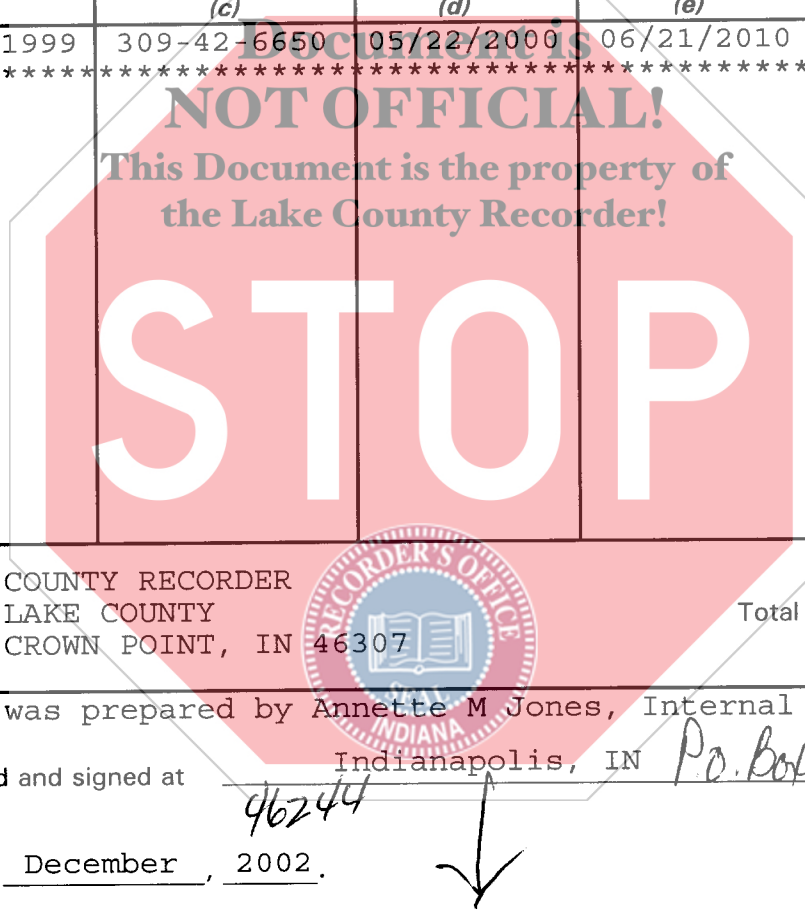 (c) (d) (e)
1999 309-42-6650 05/22/2000 06/21/2010
Document is
********************************************
NOT OFFICIAL!
This Document is the property of
the Lake County Recorder!
STOP
COUNTY RECORDER
LAKE COUNTY Total
CROWN POINT, IN 46307
RECORDER'S OFFICE
SEAL
INDIANA
was prepared by Annette M Jones, Internal
d and signed at Indianapolis, IN P.O. Box
46244
December , 2002.